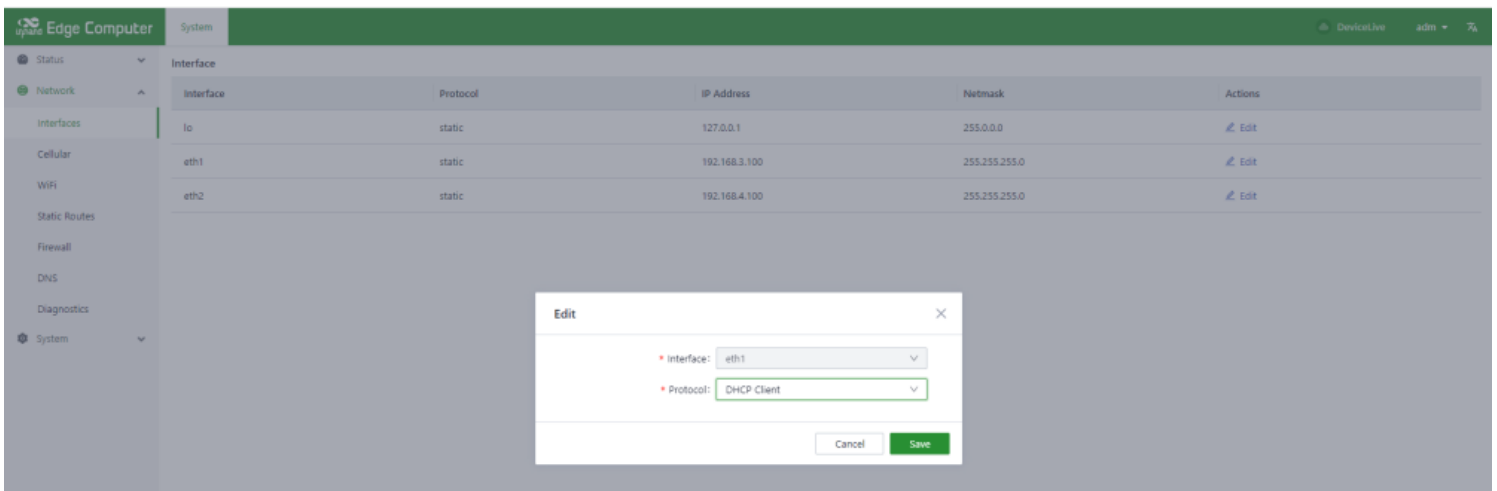 Edge Computer
System
DeviceLive
adm
Status
Network
Interfaces
Cellular
WiFi
Static Routes
Firewall
DNS
Diagnostics
System
Interface
Interface Protocol IP Address Netmask Actions
lo static 127.0.0.1 255.0.0.0 Edit
eth1 static 192.168.3.100 255.255.255.0 Edit
eth2 static 192.168.4.100 255.255.255.0 Edit
Edit
* Interface: eth1
* Protocol: DHCP Client
Cancel Save